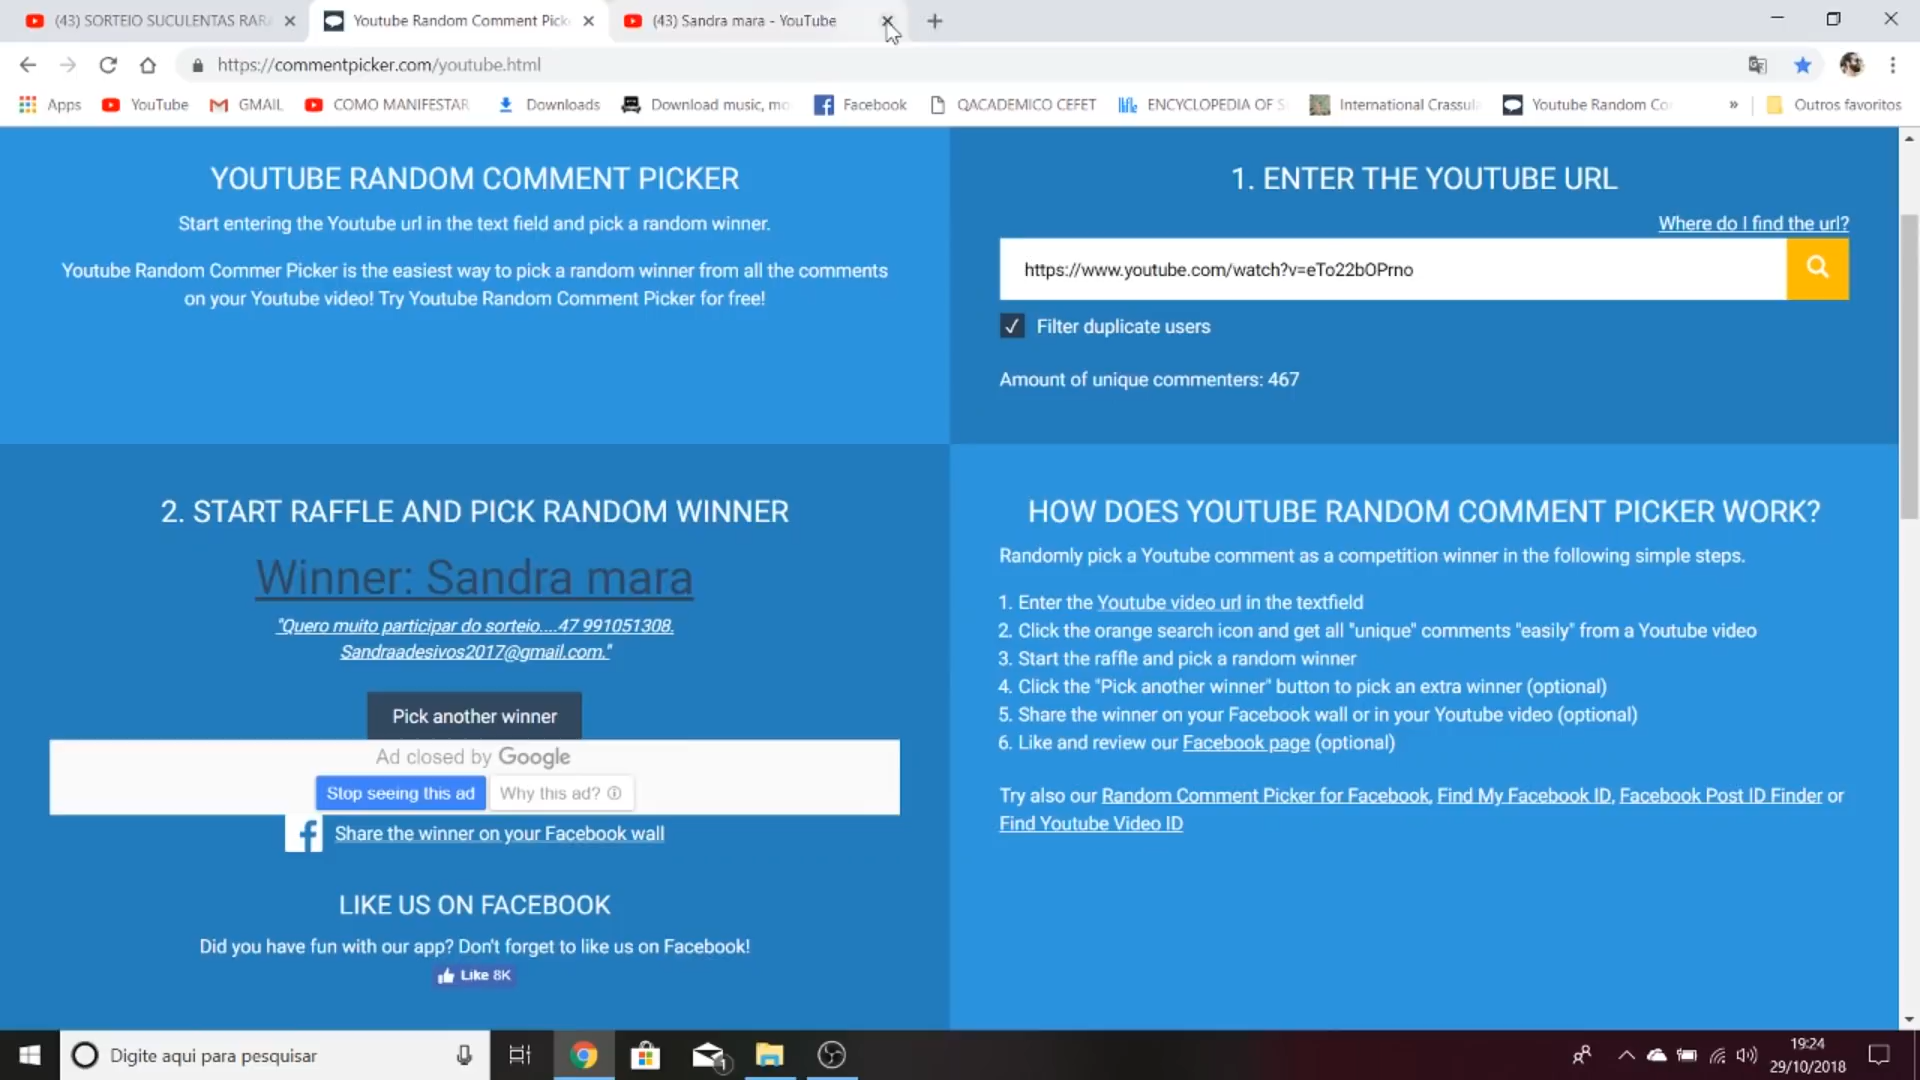 (43) SORTEIO SUCULENTAS RAR
Youtube Random Comment Pick
(43) Sandra mara - YouTube
https://commentpicker.com/youtube.html
Apps
YouTube
GMAIL
COMO MANIFESTAR
Downloads
Download music, mo
Facebook
QACADEMICO CEFET
ENCYCLOPEDIA OF S
International Crassula
Youtube Random Co
»
Outros favoritos
YOUTUBE RANDOM COMMENT PICKER
Start entering the Youtube url in the text field and pick a random winner.
Youtube Random Commer Picker is the easiest way to pick a random winner from all the comments
on your Youtube video! Try Youtube Random Comment Picker for free!
1. ENTER THE YOUTUBE URL
Where do I find the url?
https://www.youtube.com/watch?v=eTo22bOPrno
Filter duplicate users
Amount of unique commenters: 467
2. START RAFFLE AND PICK RANDOM WINNER
Winner: Sandra mara
"Quero muito participar do sorteio....47 991051308.
Sandraadesivos2017@gmail.com."
Pick another winner
Ad closed by Google
Stop seeing this ad
Why this ad?
Share the winner on your Facebook wall
LIKE US ON FACEBOOK
Did you have fun with our app? Don't forget to like us on Facebook!
Like 8K
HOW DOES YOUTUBE RANDOM COMMENT PICKER WORK?
Randomly pick a Youtube comment as a competition winner in the following simple steps.
1. Enter the Youtube video url in the textfield
2. Click the orange search icon and get all "unique" comments "easily" from a Youtube video
3. Start the raffle and pick a random winner
4. Click the "Pick another winner" button to pick an extra winner (optional)
5. Share the winner on your Facebook wall or in your Youtube video (optional)
6. Like and review our Facebook page (optional)
Try also our Random Comment Picker for Facebook, Find My Facebook ID, Facebook Post ID Finder or
Find Youtube Video ID
Digite aqui para pesquisar
1
19:24
29/10/2018